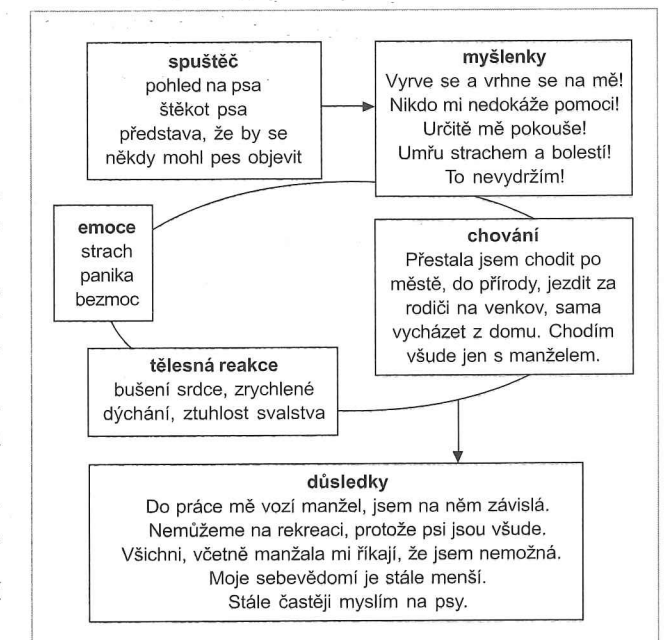 spuštěč
pohled na psa
štěkot psa
představa, že by se
někdy mohl pes objevit
myšlenky
Vyrve se a vrhne se na mě!
Nikdo mi nedokáže pomoci!
Určitě mě pokouše!
Umřu strachem a bolestí!
To nevydržím!
emoce
strach
panika
bezmoc
chování
Přestala jsem chodit po
městě, do přírody, jezdit za
rodiči na venkov, sama
vycházet z domu. Chodím
všude jen s manželem.
tělesná reakce
bušení srdce, zrychlené
dýchání, ztuhlost svalstva
důsledky
Do práce mě vozí manžel, jsem na něm závislá.
Nemůžeme na rekreaci, protože psi jsou všude.
Všichni, včetně manžala mi říkají, že jsem nemožná.
Moje sebevědomí je stále menší.
Stále častěji myslím na psy.